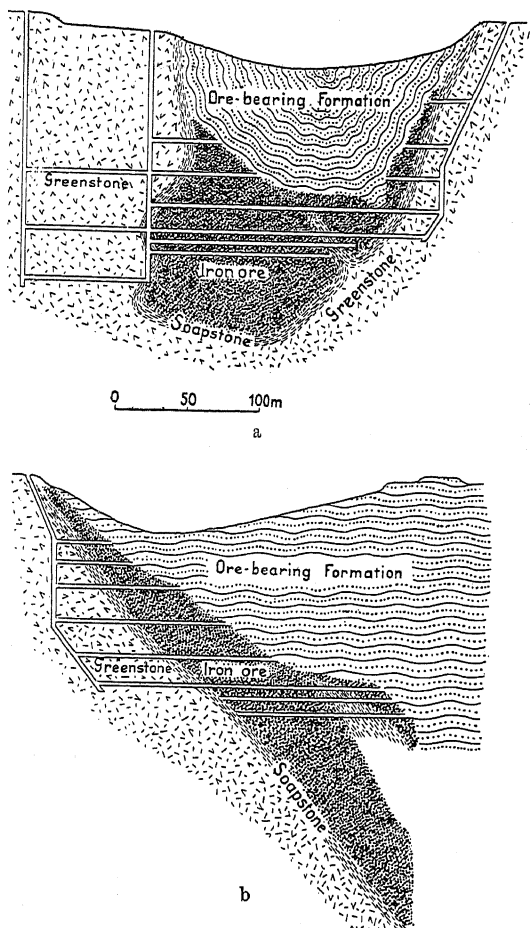 Ore-bearing Formation
Greenstone
Iron ore
Greenstone
Soapstone
0 50 100m
a
Ore-bearing Formation
Greenstone Iron ore
Soapstone
b